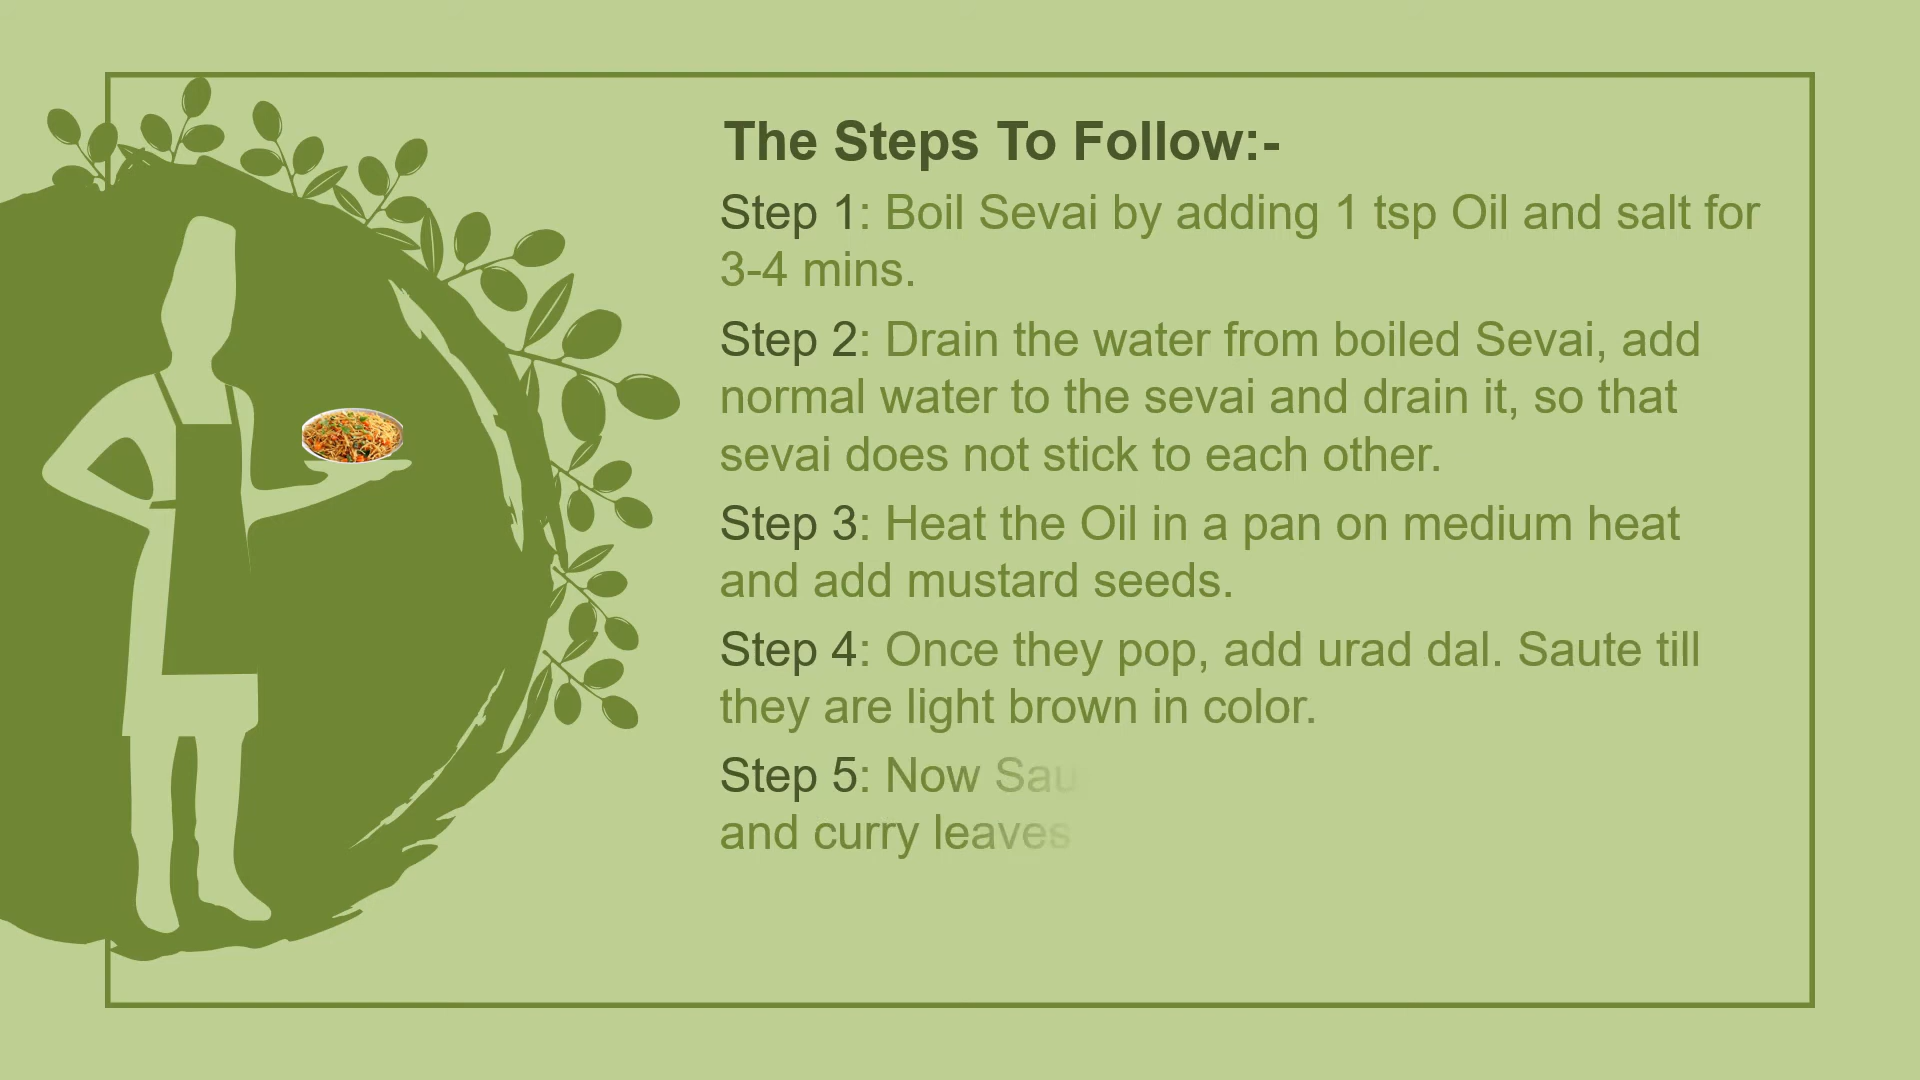 The Steps To Follow:-
Step 1: Boil Sevai by adding 1 tsp Oil and salt for
3-4 mins.
Step 2: Drain the water from boiled Sevai, add
normal water to the sevai and drain it, so that
sevai does not stick to each other.
Step 3: Heat the Oil in a pan on medium heat
and add mustard seeds.
Step 4: Once they pop, add urad dal. Saute till
they are light brown in color.
Step 5: Now
and curry leaves